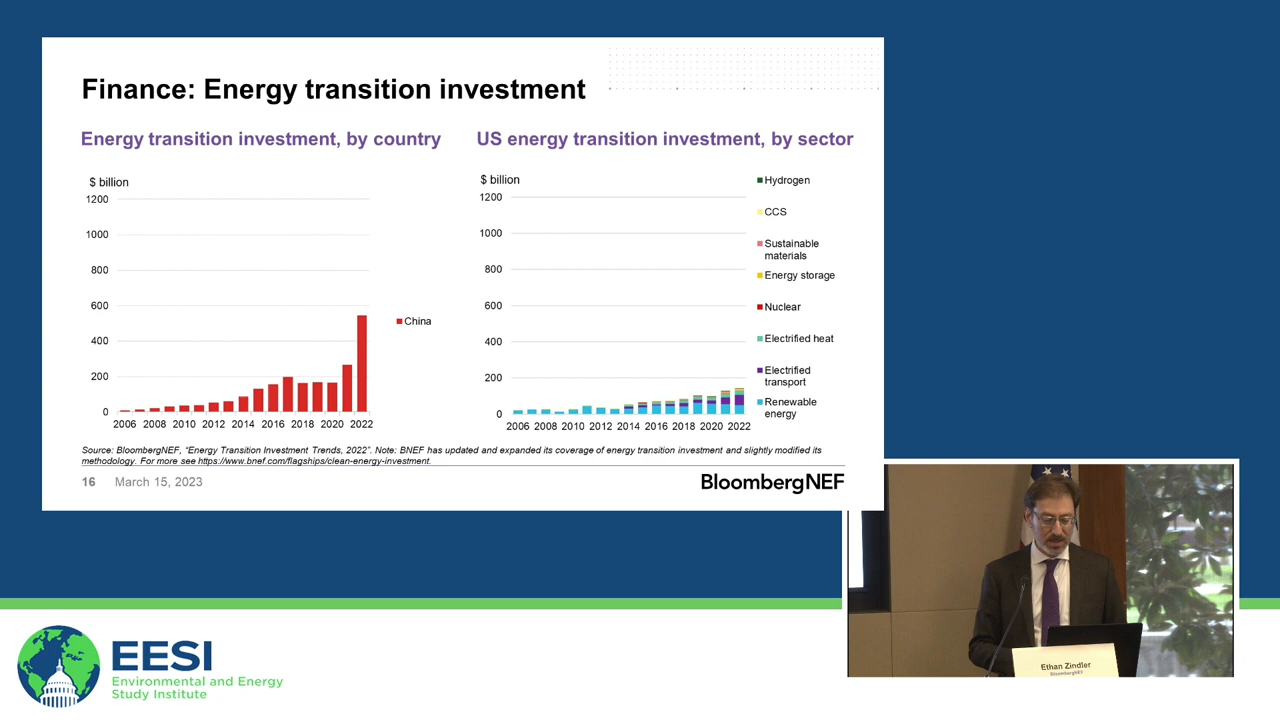 Finance: Energy transition investment
Energy transition investment, by country
$ billion
1200
1000
800
600
400
200
0
2006 2008 2010 2012 2014 2016 2018 2020 2022
China
US energy transition investment, by sector
$ billion
1200
1000
800
600
400
200
0
2006 2008 2010 2012 2014 2016 2018 2020 2022
Hydrogen
CCS
Sustainable
materials
Energy storage
Nuclear
Electrified heat
Electrified
transport
Renewable
energy
Source: BloombergNEF, “Energy Transition Investment Trends, 2022”. Note: BNEF has updated and expanded its coverage of energy transition investment and slightly modified its
methodology. For more see https://www.bnef.com/flagships/clean-energy-investment.
16 March 15, 2023
BloombergNEF
Ethan Zindler
BloombergNEF
EESI
Environmental and Energy
Study Institute